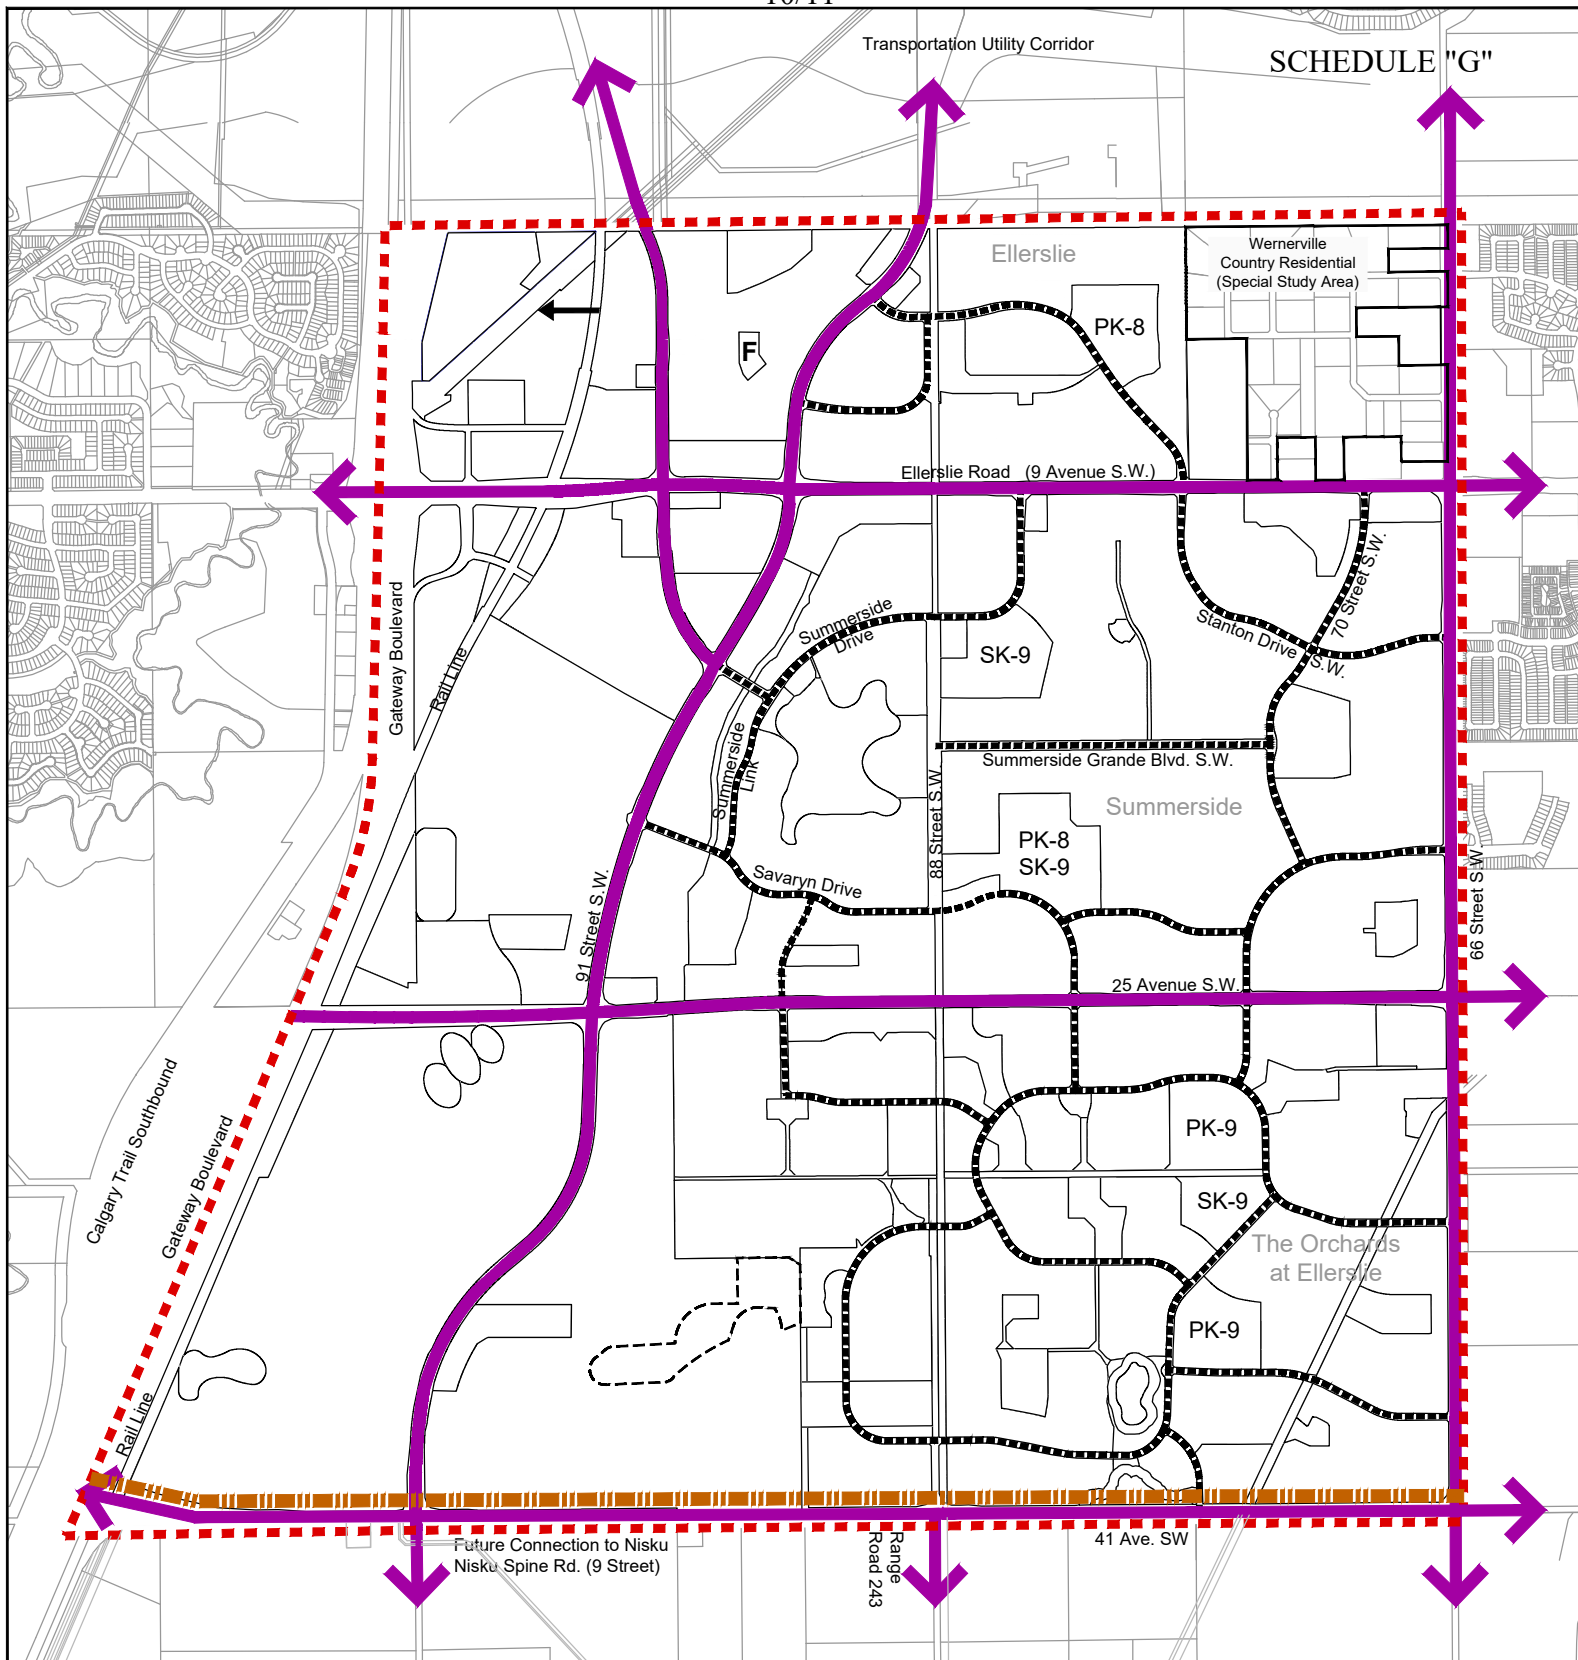 Transportation Utility Corridor
SCHEDULE "G"
Ellerslie
Wernerville
Country Residential
(Special Study Area)
PK-8
F
Ellerslie Road (9 Avenue S.W.)
Gateway Boulevard
Rail Line
Summerside
Drive
SK-9
Stanton Drive S.W.
70 Street S.W.
Summerside
Link
Summerside Grande Blvd. S.W.
Summerside
88 Street S.W.
PK-8
SK-9
Savaryn Drive
91 Street S.W.
66 Street S.W.
25 Avenue S.W.
Calgary Trail Southbound
Gateway Boulevard
PK-9
SK-9
The Orchards
at Ellerslie
PK-9
Rail Line
Future Connection to Nisku
Nisku Spine Rd. (9 Street)
Range
Road 243
41 Ave. SW